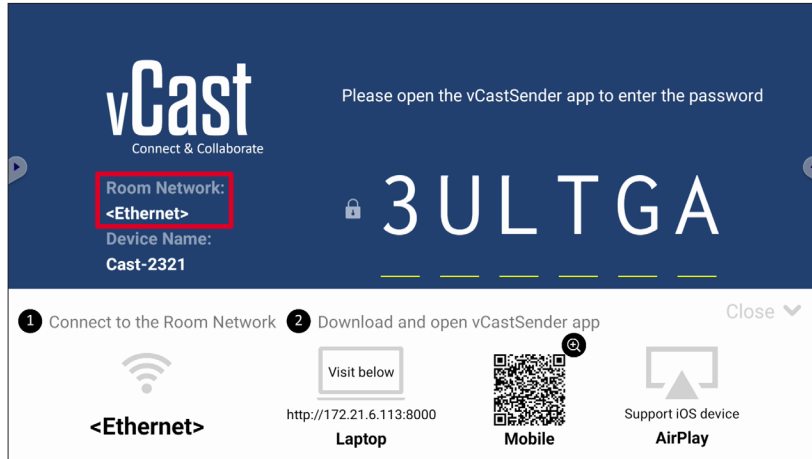 vCast
Connect & Collaborate
Please open the vCastSender app to enter the password
Room Network:
<Ethernet>
Device Name:
Cast-2321
3ULTGA
Close
1 Connect to the Room Network
2 Download and open vCastSender app
<Ethernet>
Visit below
http://172.21.6.113:8000
Laptop
Mobile
Support iOS device
AirPlay